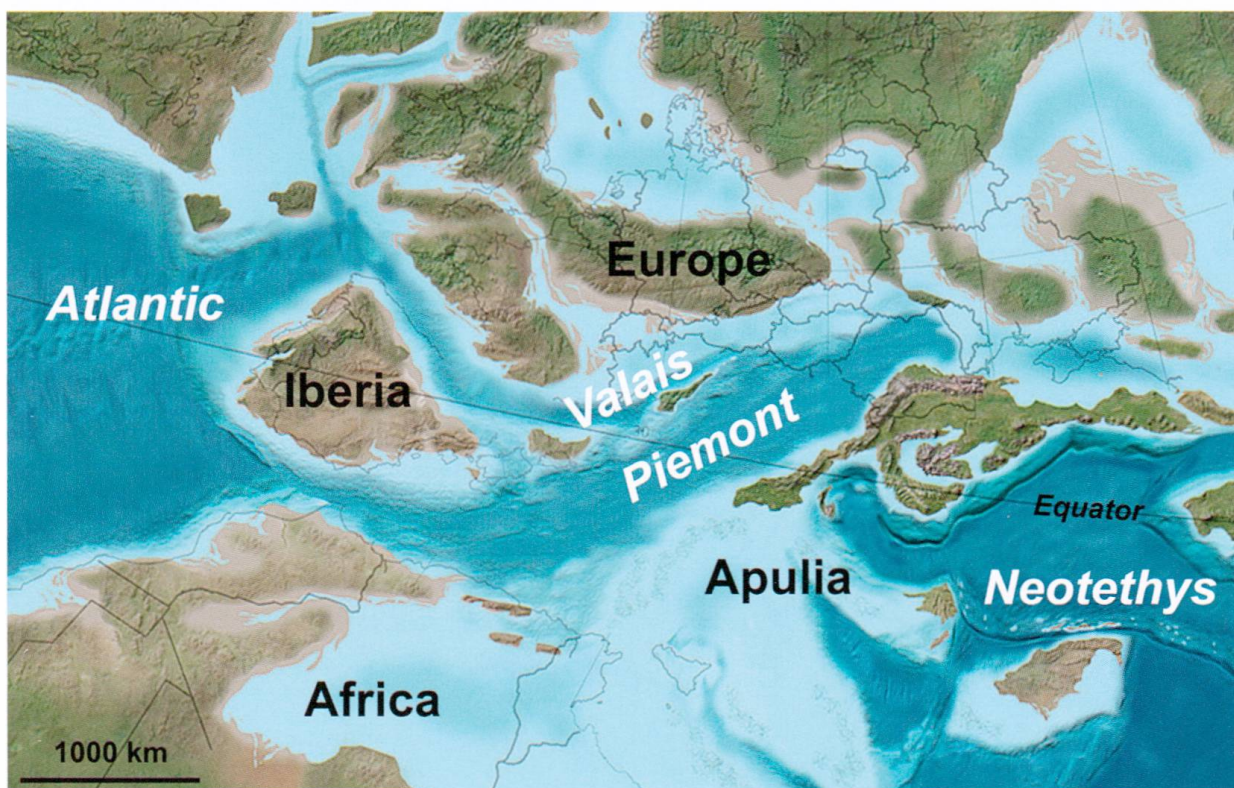 Europe
Atlantic
Iberia
Valais
Piemont
Equator
Apulia
Neotethys
Africa
1000 km